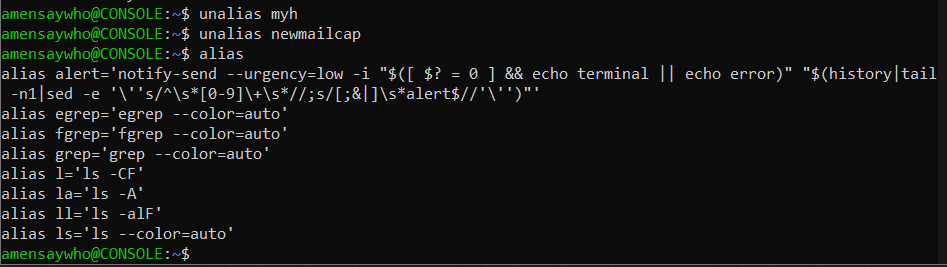 amensaywho@CONSOLE:~$ unalias myh
amensaywho@CONSOLE:~$ unalias newmailcap
amensaywho@CONSOLE:~$ alias
alias alert='notify-send --urgency=low -i "$([ $? = 0 ] && echo terminal || echo error)" "$(history|tail
 -n1|sed -e '\''s/^\s*[0-9]\+\s*//;s/[;&|]\s*alert$//'\'')"'
alias egrep='egrep --color=auto'
alias fgrep='fgrep --color=auto'
alias grep='grep --color=auto'
alias l='ls -CF'
alias la='ls -A'
alias ll='ls -alF'
alias ls='ls --color=auto'
amensaywho@CONSOLE:~$